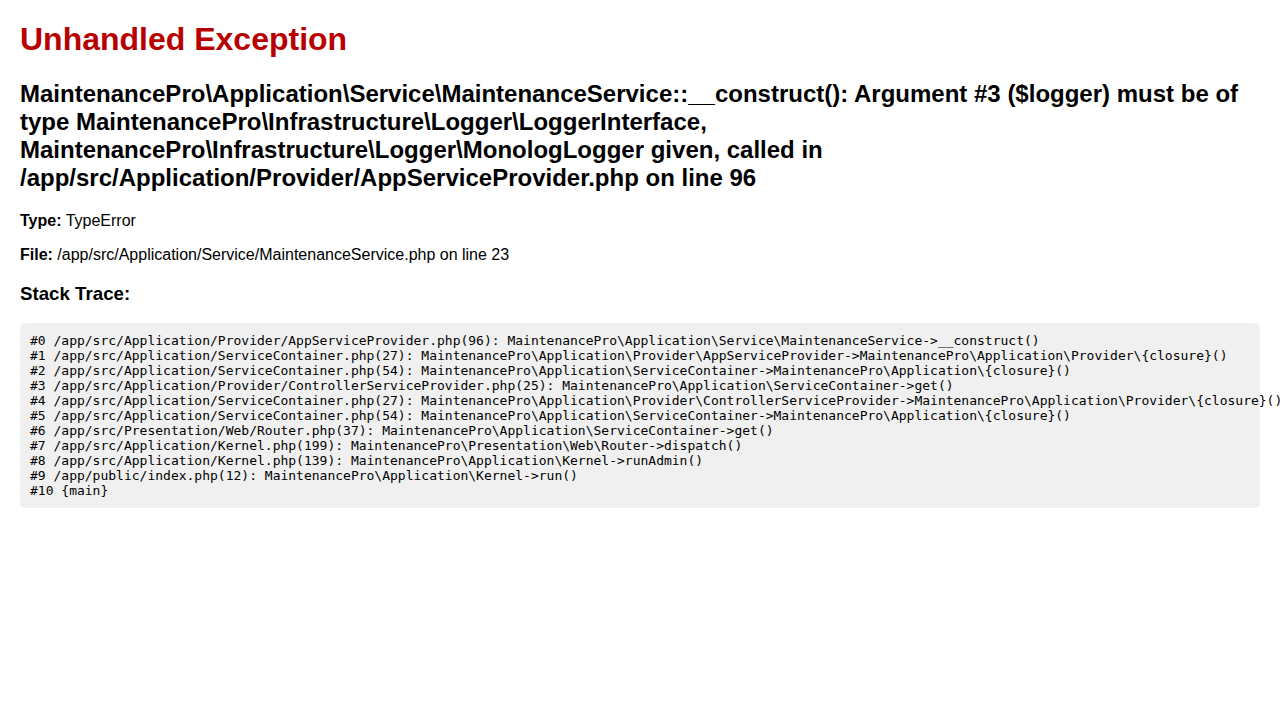 Unhandled Exception
MaintenancePro\Application\Service\MaintenanceService::__construct(): Argument #3 ($logger) must be of
type MaintenancePro\Infrastructure\Logger\LoggerInterface,
MaintenancePro\Infrastructure\Logger\MonologLogger given, called in
/app/src/Application/Provider/AppServiceProvider.php on line 96
Type: TypeError
File: /app/src/Application/Service/MaintenanceService.php on line 23
Stack Trace:
#0 /app/src/Application/Provider/AppServiceProvider.php(96): MaintenancePro\Application\Service\MaintenanceService->__construct()
#1 /app/src/Application/ServiceContainer.php(27): MaintenancePro\Application\Provider\AppServiceProvider->MaintenancePro\Application\Provider\{closure}()
#2 /app/src/Application/ServiceContainer.php(54): MaintenancePro\Application\ServiceContainer->MaintenancePro\Application\{closure}()
#3 /app/src/Application/Provider/ControllerServiceProvider.php(25): MaintenancePro\Application\ServiceContainer->get()
#4 /app/src/Application/ServiceContainer.php(27): MaintenancePro\Application\Provider\ControllerServiceProvider->MaintenancePro\Application\Provider\{closure}()
#5 /app/src/Application/ServiceContainer.php(54): MaintenancePro\Application\ServiceContainer->MaintenancePro\Application\{closure}()
#6 /app/src/Presentation/Web/Router.php(37): MaintenancePro\Application\ServiceContainer->get()
#7 /app/src/Application/Kernel.php(199): MaintenancePro\Presentation\Web\Router->dispatch()
#8 /app/src/Application/Kernel.php(139): MaintenancePro\Application\Kernel->runAdmin()
#9 /app/public/index.php(12): MaintenancePro\Application\Kernel->run()
#10 {main}